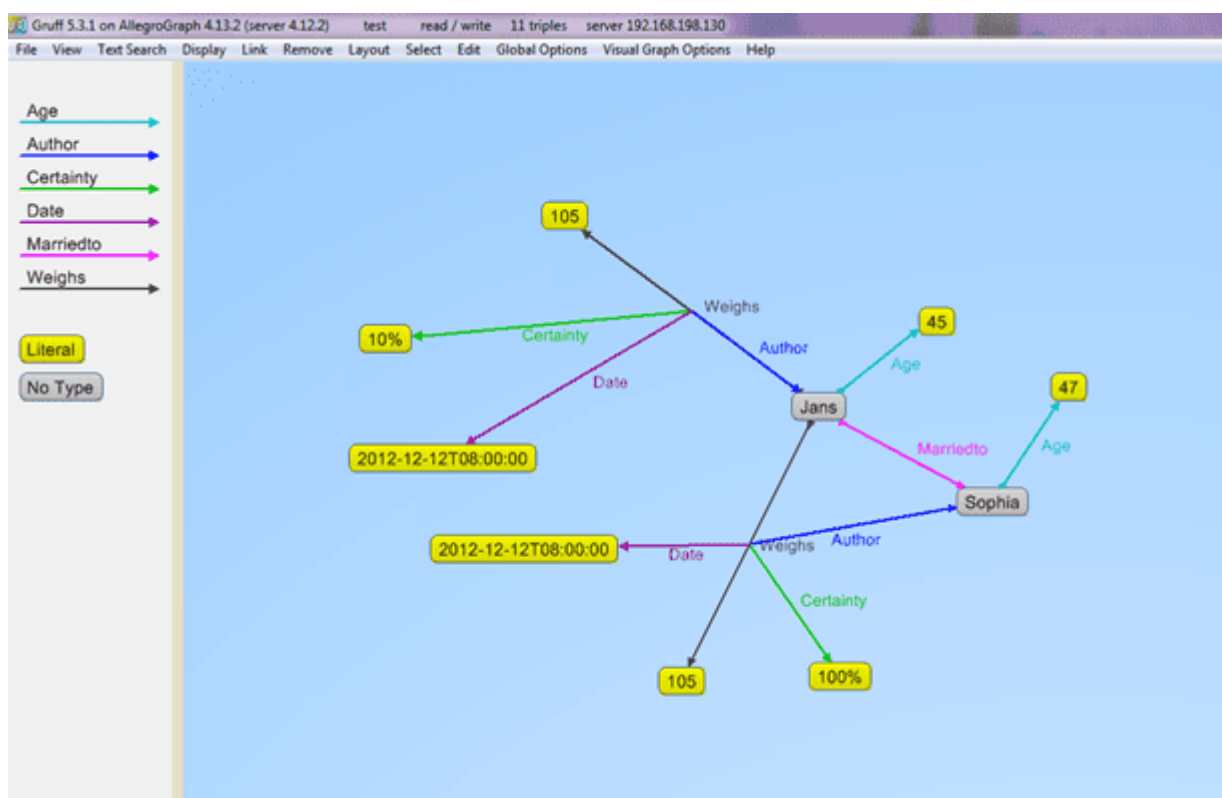 Gruff 5.3.1 on AllegroGraph 4.13.2 (server 4.12.2) test read / write 11 triples server 192.168.198.130
File View Text Search Display Link Remove Layout Select Edit Global Options Visual Graph Options Help
Age
Author
Certainty
Date
Marriedto
Weighs
Literal
No Type
105
Weighs
10%
Certainty
Author
45
Age
Date
Jans
47
2012-12-12T08:00:00
Marriedto
Age
Sophia
2012-12-12T08:00:00
Date
Weighs
Author
Certainty
105
100%